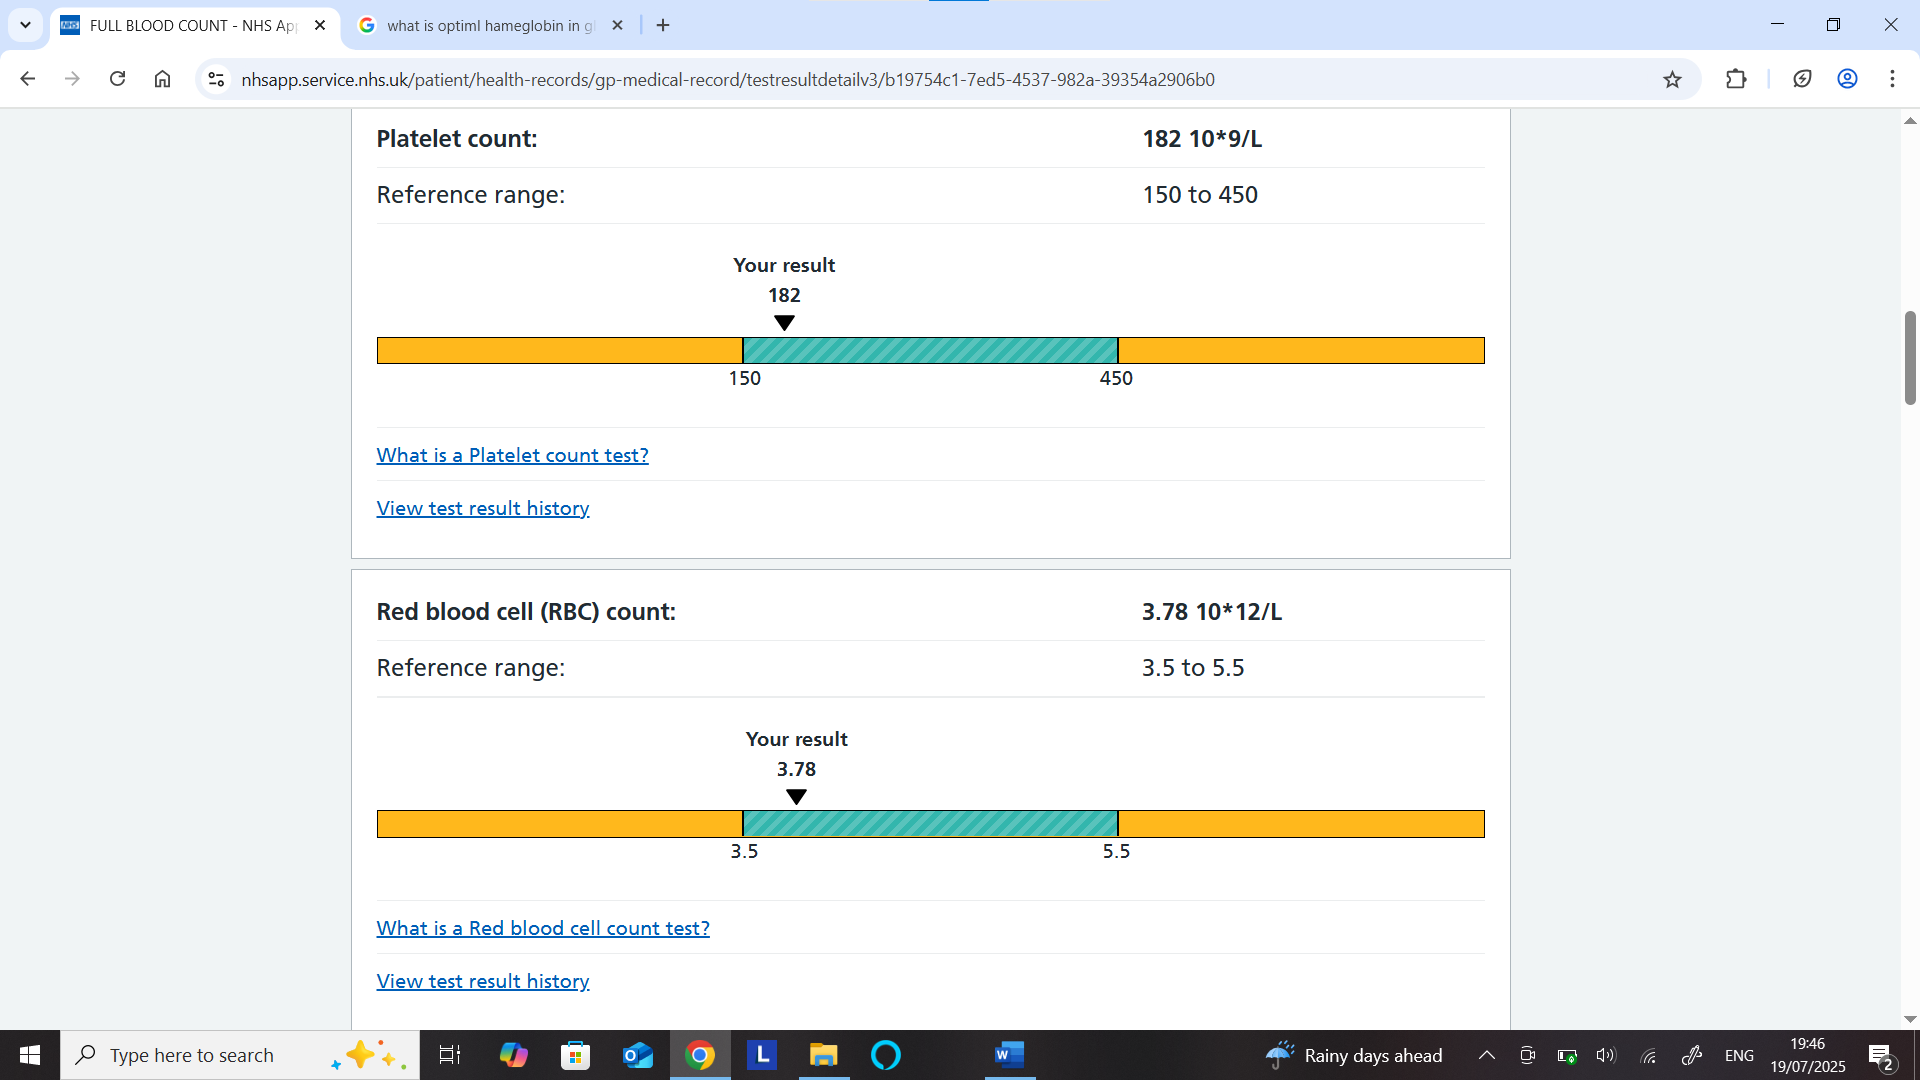 FULL BLOOD COUNT - NHS Ap
what is optiml hameglobin in g
nhsapp.service.nhs.uk/patient/health-records/gp-medical-record/testresultdetailv3/b19754c1-7ed5-4537-982a-39354a2906b0
Platelet count: 182 10*9/L
Reference range: 150 to 450
Your result
182
150 450
What is a Platelet count test?
View test result history
Red blood cell (RBC) count: 3.78 10*12/L
Reference range: 3.5 to 5.5
Your result
3.78
3.5 5.5
What is a Red blood cell count test?
View test result history
Type here to search
Rainy days ahead
ENG
19:46
19/07/2025
2